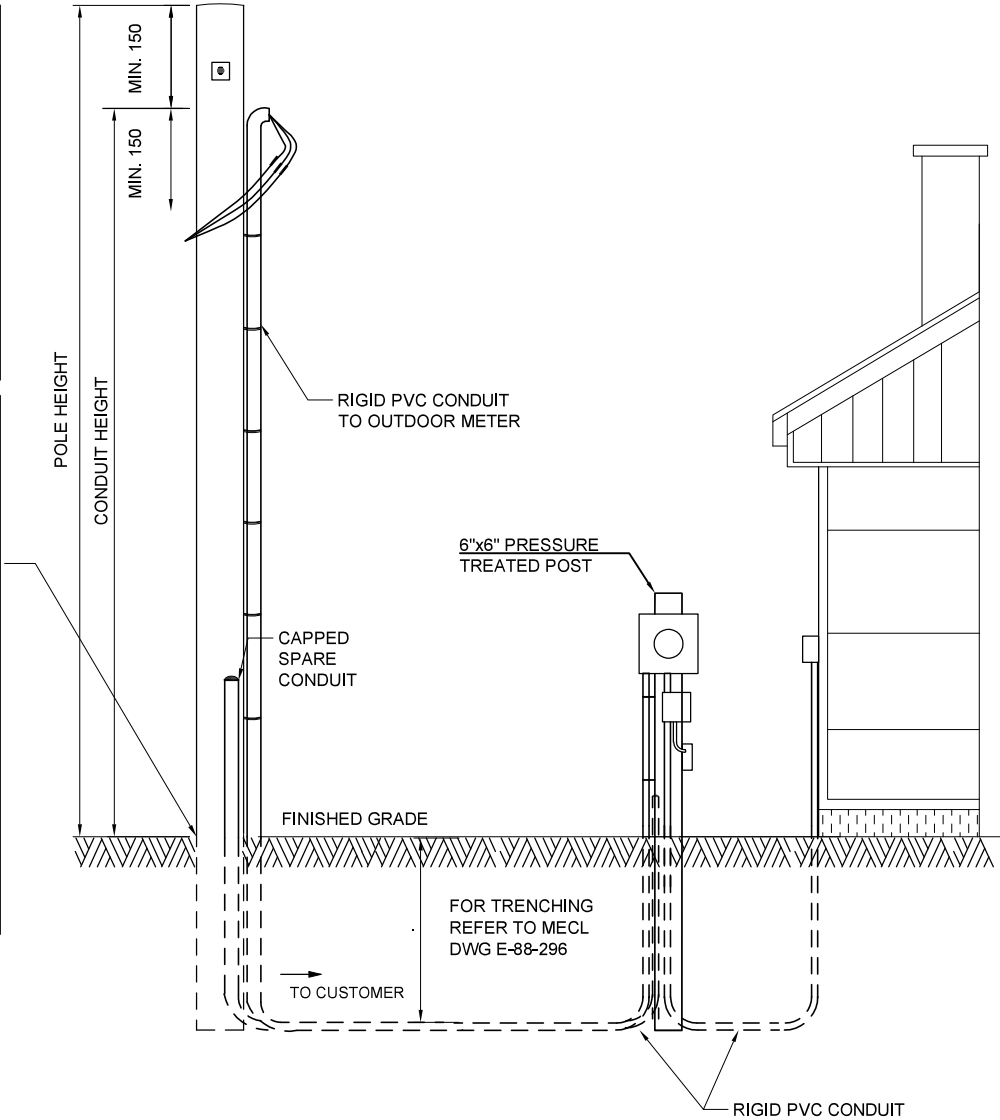 MIN. 150
MIN. 150
POLE HEIGHT
CONDUIT HEIGHT
RIGID PVC CONDUIT
TO OUTDOOR METER
6"x6" PRESSURE
TREATED POST
CAPPED
SPARE
CONDUIT
FINISHED GRADE
FOR TRENCHING
REFER TO MECL
DWG E-88-296
TO CUSTOMER
RIGID PVC CONDUIT